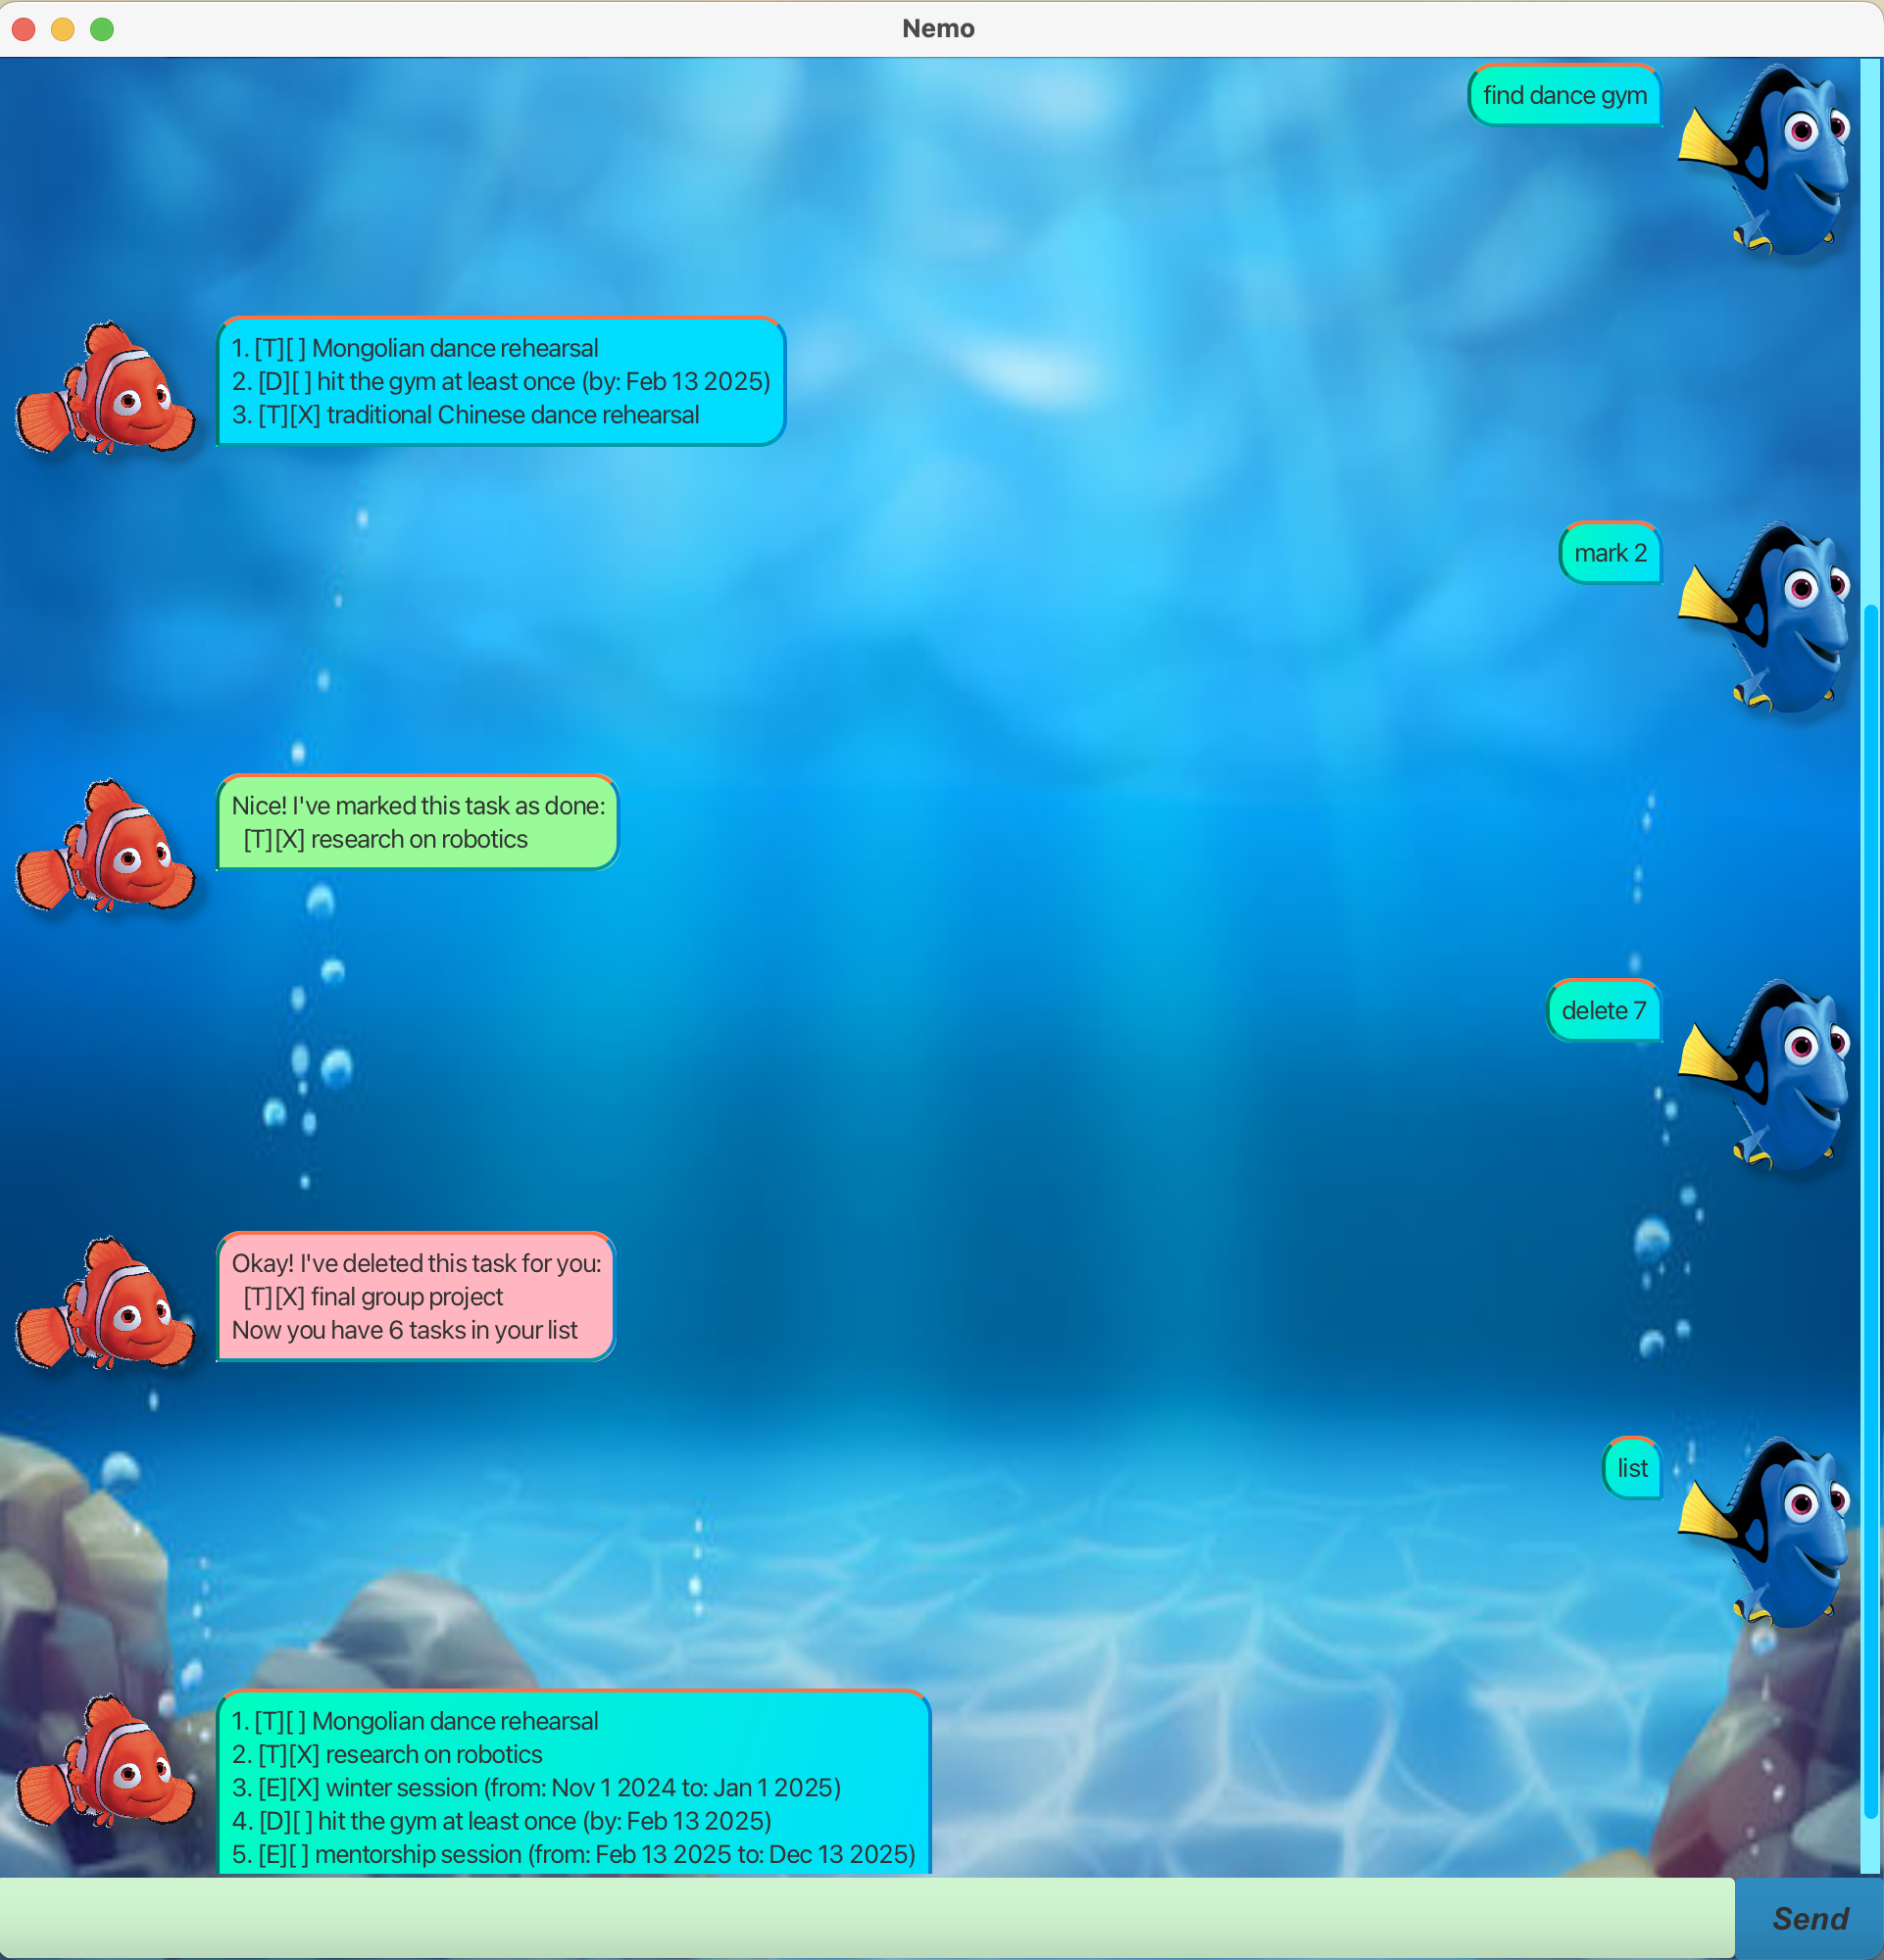 Nemo
find dance gym
1. [T][ ] Mongolian dance rehearsal
2. [D][ ] hit the gym at least once (by: Feb 13 2025)
3. [T][X] traditional Chinese dance rehearsal
mark 2
Nice! I've marked this task as done:
[T][X] research on robotics
delete 7
Okay! I've deleted this task for you:
[T][X] final group project
Now you have 6 tasks in your list
list
1. [T][ ] Mongolian dance rehearsal
2. [T][X] research on robotics
3. [E][X] winter session (from: Nov 1 2024 to: Jan 1 2025)
4. [D][ ] hit the gym at least once (by: Feb 13 2025)
5. [E][ ] mentorship session (from: Feb 13 2025 to: Dec 13 2025)
Send